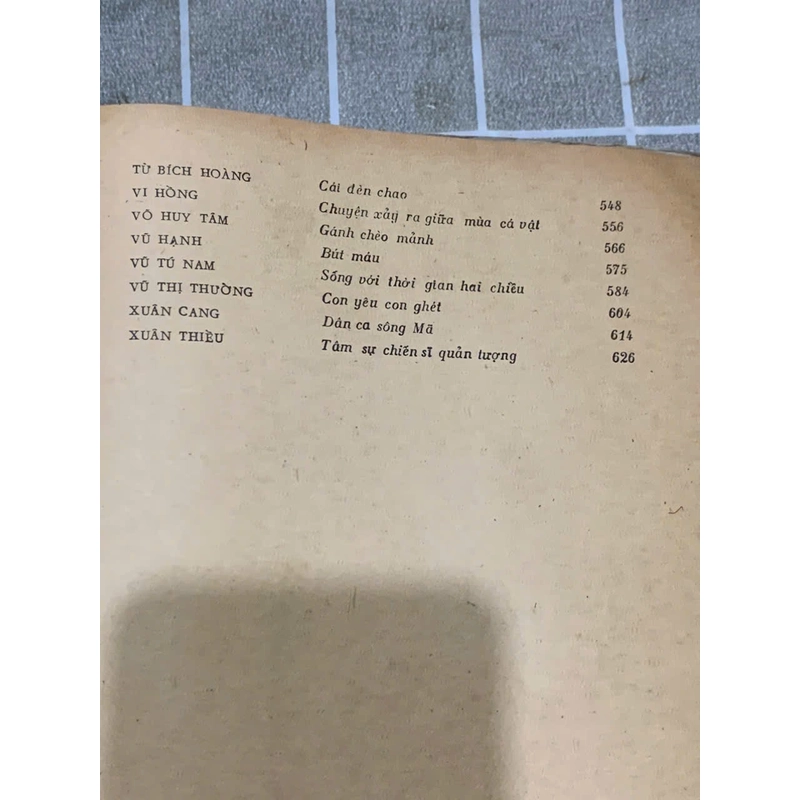 TỪ BÍCH HOÀNG Cái đèn chao 548
VI HỒNG Chuyện xảy ra giữa mùa cá vật 556
VÕ HUY TÂM Gánh chèo mảnh 566
VŨ HẠNH Bút máu 575
VŨ TÚ NAM Sống với thời gian hai chiều 584
VŨ THỊ THƯỜNG Con yêu con ghét 604
XUÂN CANG Dân ca sông Mã 614
XUÂN THIỀU Tâm sự chiến sĩ quản tượng 626